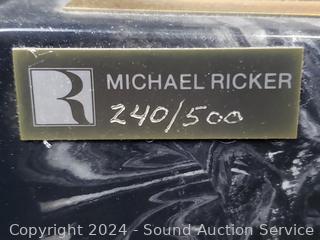 R MICHAEL RICKER
240/500
Copyright © 2024 - Sound Auction Service